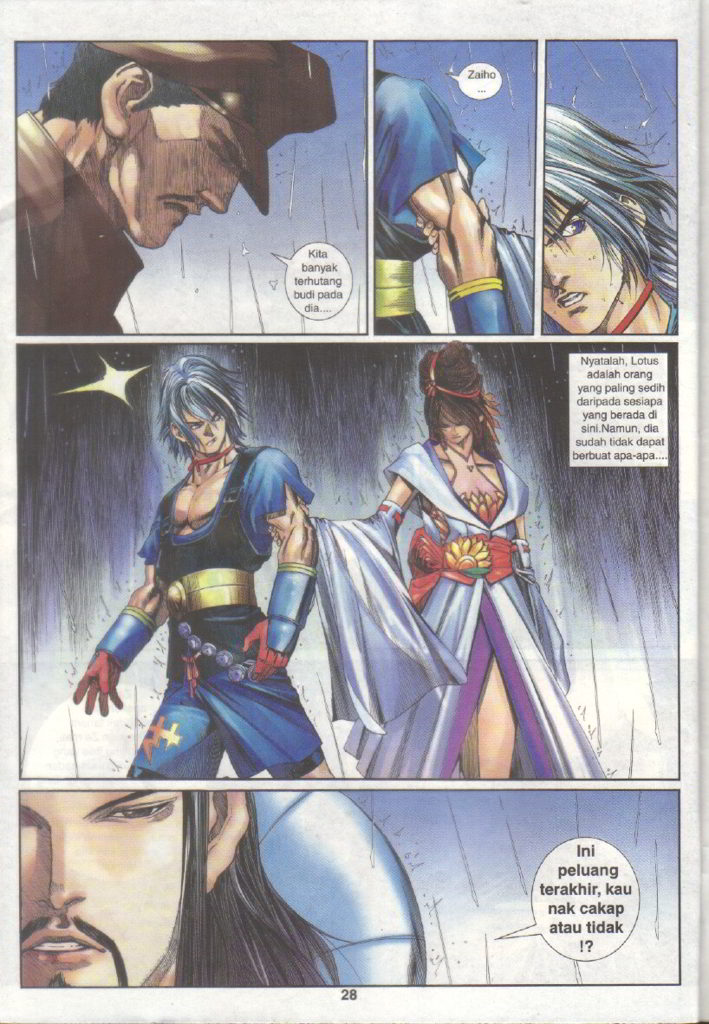 Kita
banyak
terhutang
budi pada
dia....
Zaiho
...
Nyatalah, Lotus
adalah orang
yang paling sedih
daripada sesiapa
yang berada di
sini.Namun, dia
sudah tidak dapat
berbuat apa-apa....
Ini
peluang
terakhir, kau
nak cakap
atau tidak
!?
28